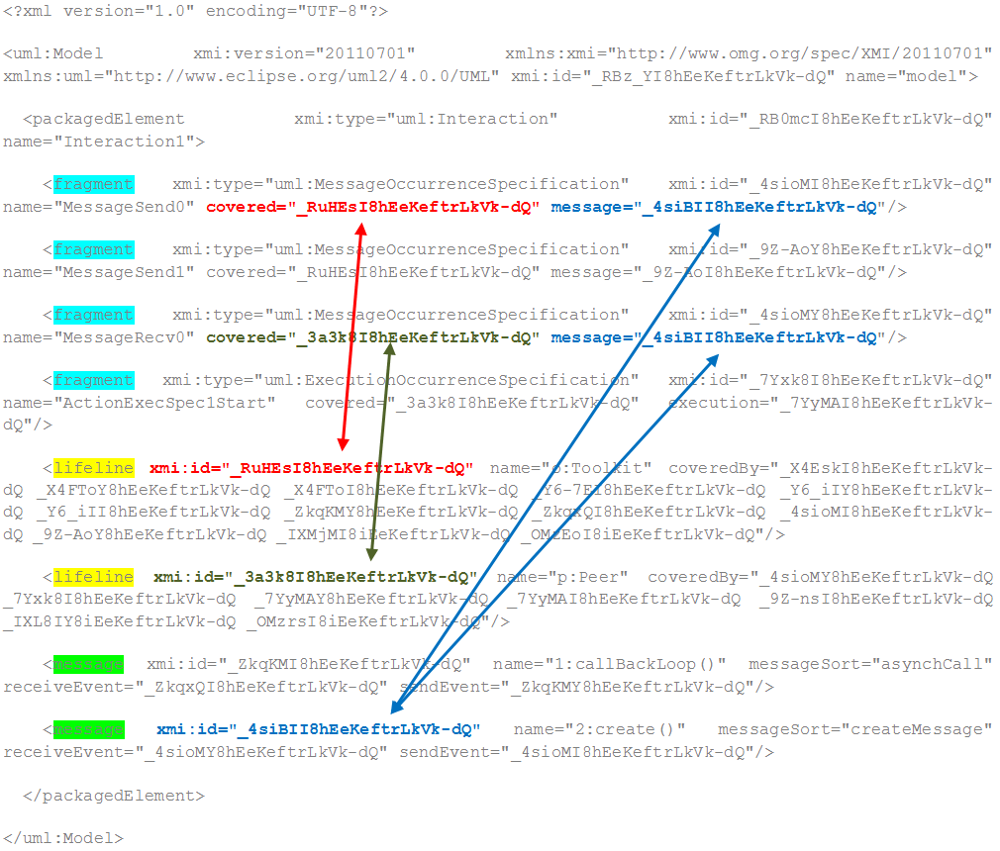 <?xml version="1.0" encoding="UTF-8"?>
<uml:Model xmi:version="20110701" xmlns:xmi="http://www.omg.org/spec/XMI/20110701"
xmlns:uml="http://www.eclipse.org/uml2/4.0.0/UML" xmi:id="_RBz_YI8hEeKeftrLkVk-dQ" name="model">
<packagedElement xmi:type="uml:Interaction" xmi:id="_RB0mcI8hEeKeftrLkVk-dQ"
name="Interaction1">
<fragment xmi:type="uml:MessageOccurrenceSpecification" xmi:id="_4sioMI8hEeKeftrLkVk-dQ"
name="MessageSend0" covered="_RuHEsI8hEeKeftrLkVk-dQ" message="_4siBII8hEeKeftrLkVk-dQ"/>
<fragment xmi:type="uml:MessageOccurrenceSpecification" xmi:id="_9Z-AoY8hEeKeftrLkVk-dQ"
name="MessageSend1" covered="_RuHEsI8hEeKeftrLkVk-dQ" message="_9Z-AoI8hEeKeftrLkVk-dQ"/>
<fragment xmi:type="uml:MessageOccurrenceSpecification" xmi:id="_4sioMY8hEeKeftrLkVk-dQ"
name="MessageRecv0" covered="_3a3k8I8hEeKeftrLkVk-dQ" message="_4siBII8hEeKeftrLkVk-dQ"/>
<fragment xmi:type="uml:ExecutionOccurrenceSpecification" xmi:id="_7Yxk8I8hEeKeftrLkVk-dQ"
name="ActionExecSpec1Start" covered="_3a3k8I8hEeKeftrLkVk-dQ" execution="_7YyMAI8hEeKeftrLkVk-
dQ"/>
<lifeline xmi:id="_RuHEsI8hEeKeftrLkVk-dQ" name="o:Toolkit" coveredBy="_X4EskI8hEeKeftrLkVk-
dQ _X4FToY8hEeKeftrLkVk-dQ _X4FToI8hEeKeftrLkVk-dQ _Y6-7EI8hEeKeftrLkVk-dQ _Y6_iIY8hEeKeftrLkVk-
dQ _Y6_iII8hEeKeftrLkVk-dQ _ZkqKMY8hEeKeftrLkVk-dQ _ZkqxQI8hEeKeftrLkVk-dQ _4sioMI8hEeKeftrLkVk-
dQ _9Z-AoY8hEeKeftrLkVk-dQ _IXMjMI8iEeKeftrLkVk-dQ _OMzEoI8iEeKeftrLkVk-dQ"/>
<lifeline xmi:id="_3a3k8I8hEeKeftrLkVk-dQ" name="p:Peer" coveredBy="_4sioMY8hEeKeftrLkVk-dQ
_7Yxk8I8hEeKeftrLkVk-dQ _7YyMAY8hEeKeftrLkVk-dQ _7YyMAI8hEeKeftrLkVk-dQ _9Z-nsI8hEeKeftrLkVk-dQ
_IXL8IY8iEeKeftrLkVk-dQ _OMzrsI8iEeKeftrLkVk-dQ"/>
<message xmi:id="_ZkqKMI8hEeKeftrLkVk-dQ" name="1:callBackLoop()" messageSort="asynchCall"
receiveEvent="_ZkqxQI8hEeKeftrLkVk-dQ" sendEvent="_ZkqKMY8hEeKeftrLkVk-dQ"/>
<message xmi:id="_4siBII8hEeKeftrLkVk-dQ" name="2:create()" messageSort="createMessage"
receiveEvent="_4sioMY8hEeKeftrLkVk-dQ" sendEvent="_4sioMI8hEeKeftrLkVk-dQ"/>
</packagedElement>
</uml:Model>